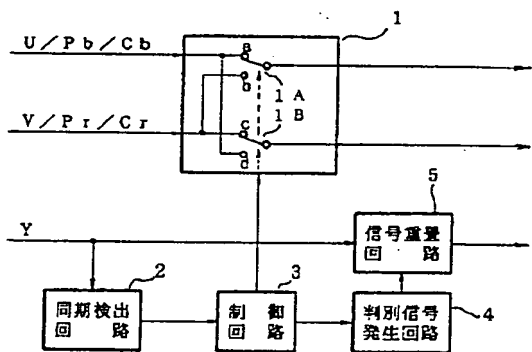 1
U/Pb/Cb
a
b
1A
V/Pr/Cr
c
1B
d
5
Y
信号重畳
回路
2
3
同期検出
回路
制御
回路
判別信号
発生回路
4